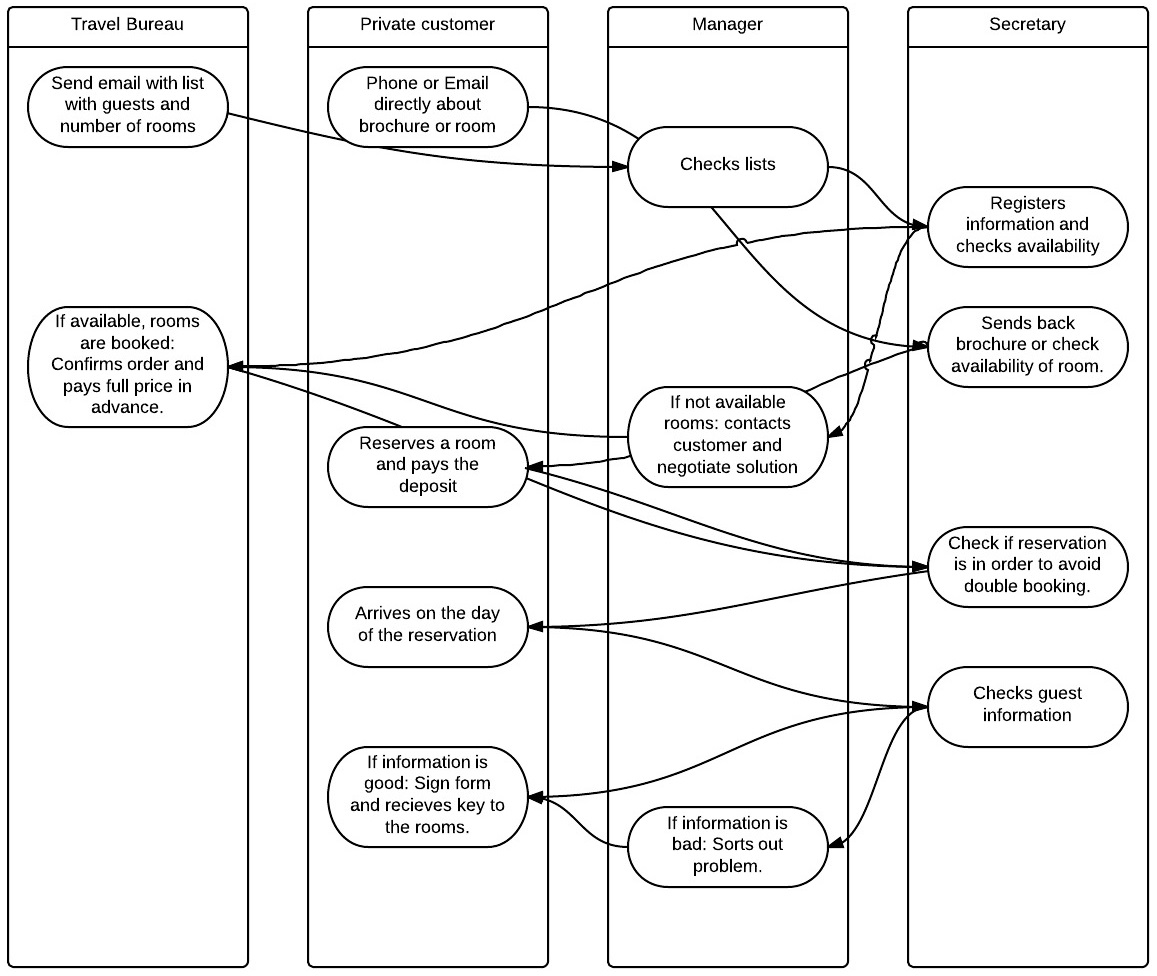 Travel Bureau
Private customer
Manager
Secretary
Send email with list
with guests and
number of rooms
Phone or Email
directly about
brochure or room
Checks lists
Registers
information and
checks availability
If available, rooms
are booked:
Confirms order and
pays full price in
advance.
Sends back
brochure or check
availability of room.
If not available
rooms: contacts
customer and
negotiate solution
Reserves a room
and pays the
deposit
Check if reservation
is in order to avoid
double booking.
Arrives on the day
of the reservation
Checks guest
information
If information is
good: Sign form
and recieves key to
the rooms.
If information is
bad: Sorts out
problem.